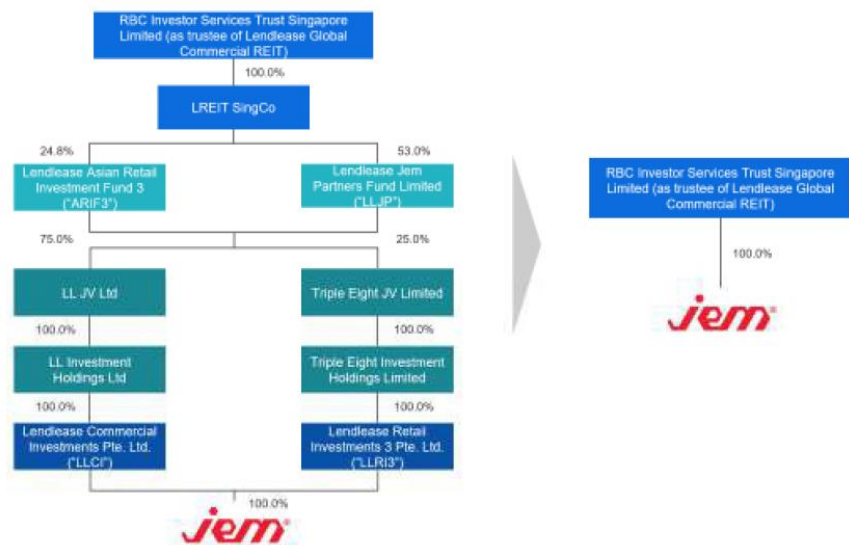 RBC Investor Services Trust Singapore
Limited (as trustee of Lendlease Global
Commercial REIT)
100.0%
LREIT SingCo
24.8%
53.0%
Lendlease Asian Retail
Investment Fund 3
("ARIF3")
Lendlease Jem
Partners Fund Limited
("LLJP")
75.0%
25.0%
LL JV Ltd
Triple Eight JV Limited
100.0%
100.0%
LL Investment
Holdings Ltd
Triple Eight Investment
Holdings Limited
100.0%
100.0%
Lendlease Commercial
Investments Pte. Ltd.
("LLCI")
Lendlease Retail
Investments 3 Pte. Ltd.
("LLRI3")
100.0%
jem
RBC Investor Services Trust Singapore
Limited (as trustee of Lendlease Global
Commercial REIT)
100.0%
jem